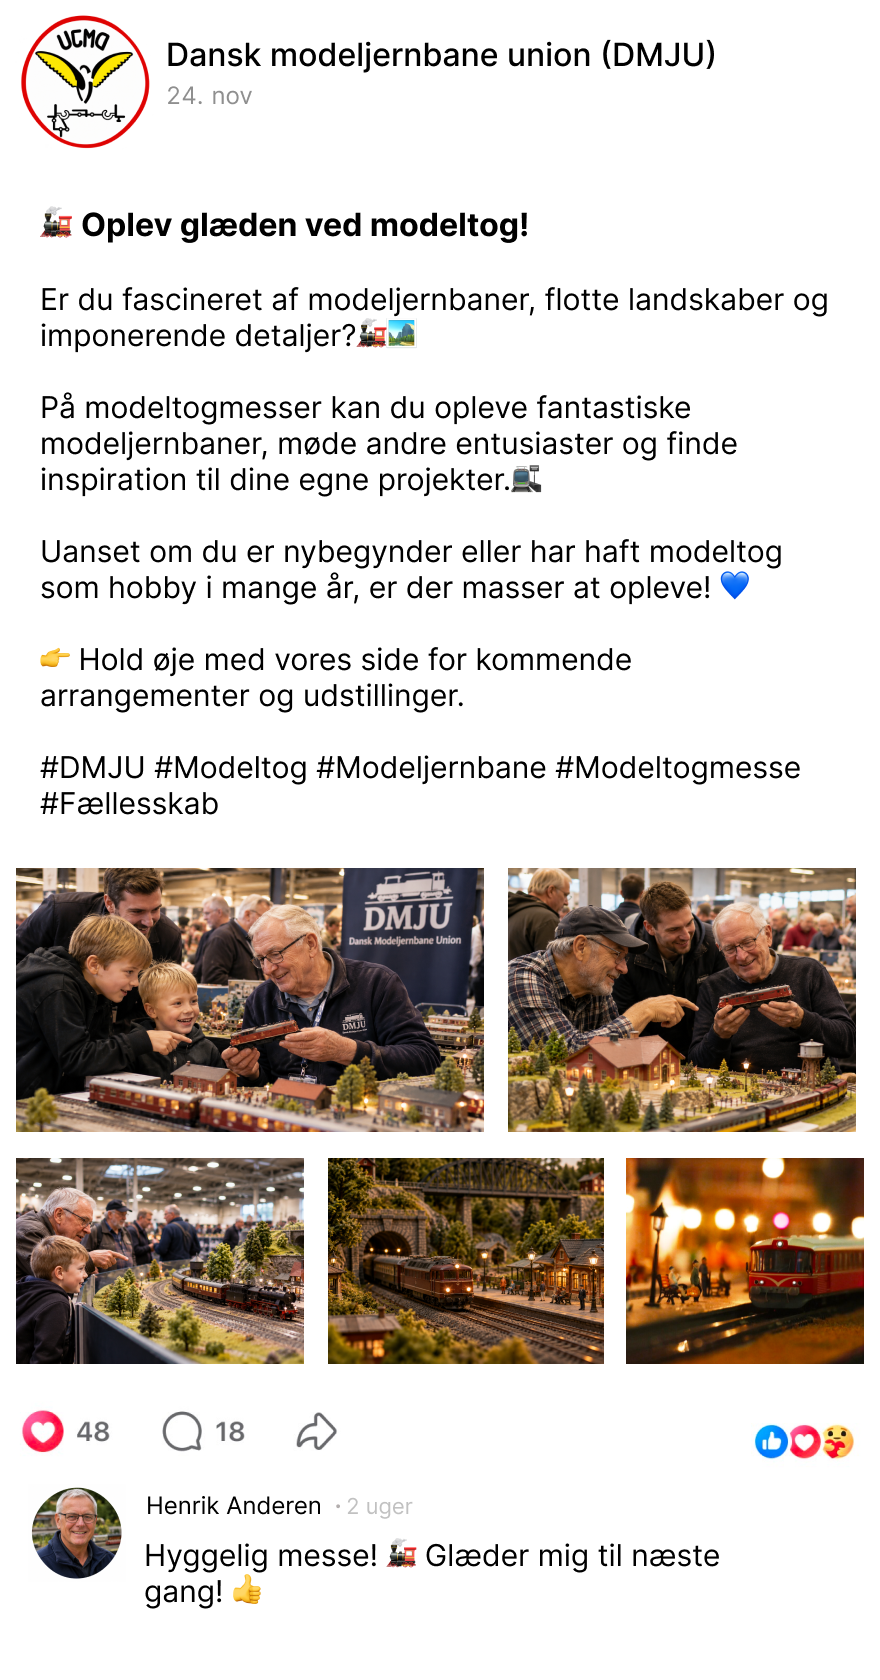 UCMQ
Dansk modeljernbane union (DMJU)
24. nov
🚂 Oplev glæden ved modeltog!
Er du fascineret af modeljernbaner, flotte landskaber og
imponerende detaljer?🚂🏞️
På modeltogmesser kan du opleve fantastiske
modeljernbaner, møde andre entusiaster og finde
inspiration til dine egne projekter.🚉
Uanset om du er nybegynder eller har haft modeltog
som hobby i mange år, er der masser at opleve! 💙
👉 Hold øje med vores side for kommende
arrangementer og udstillinger.
#DMJU #Modeltog #Modeljernbane #Modeltogmesse
#Fællesskab
DMJU
Dansk Modeljernbane Union
DMJU
48 18
Henrik Anderen · 2 uger
Hyggelig messe! 🚂 Glæder mig til næste
gang! 👍